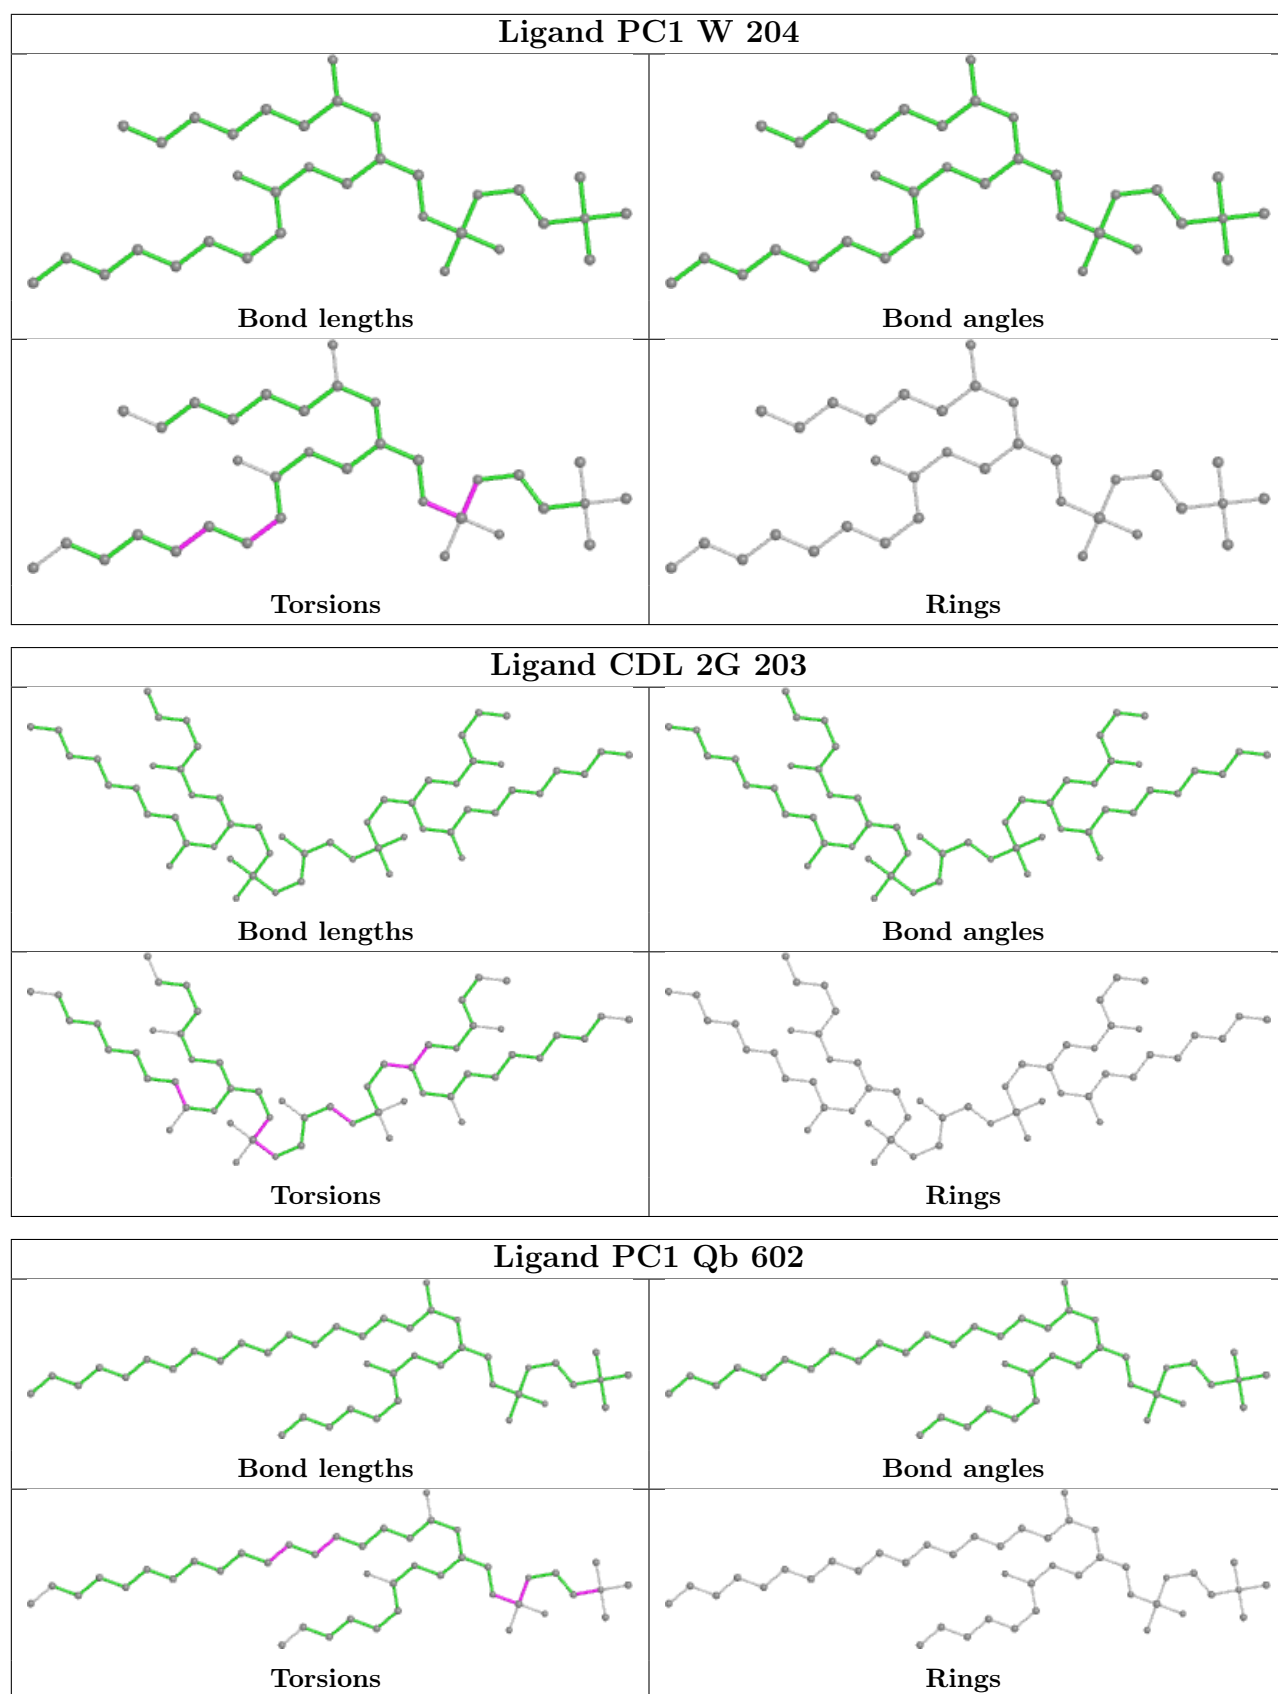 Ligand PC1 W 204
Bond lengths
Bond angles
Torsions
Rings
Ligand CDL 2G 203
Bond lengths
Bond angles
Torsions
Rings
Ligand PC1 Qb 602
Bond lengths
Bond angles
Torsions
Rings